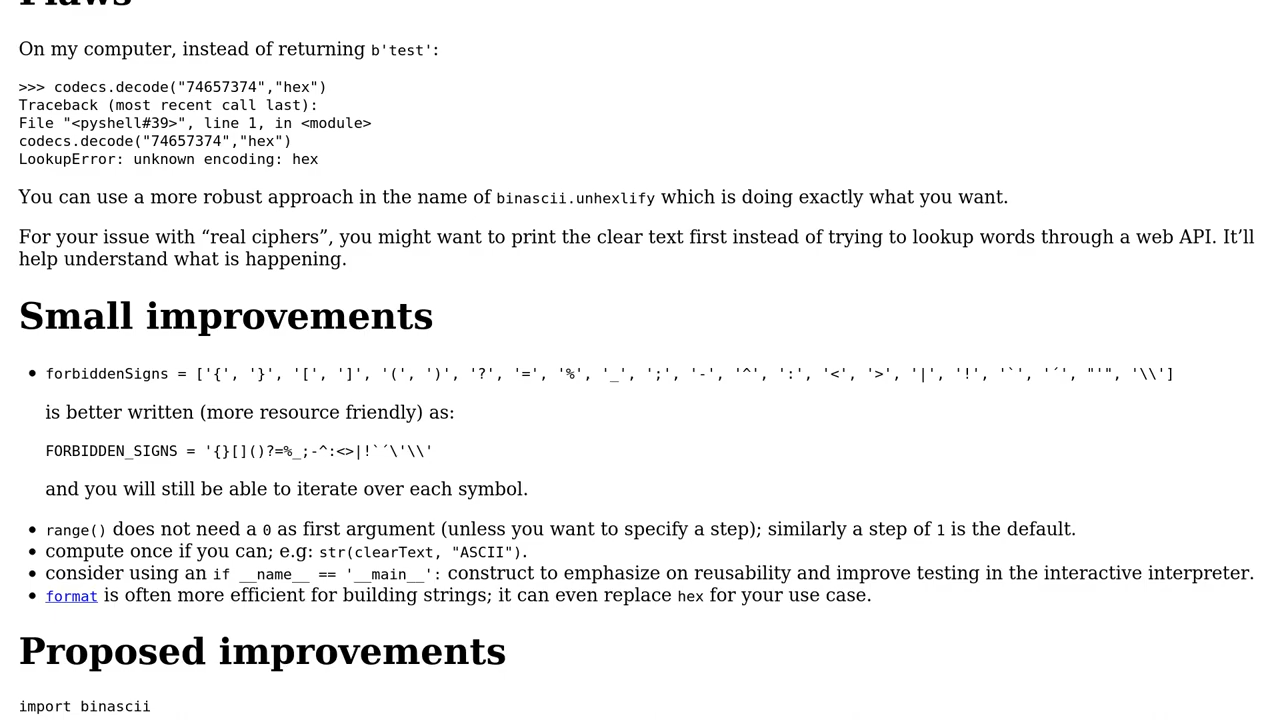 Flaws
On my computer, instead of returning b'test':
>>> codecs.decode("74657374","hex")
Traceback (most recent call last):
File "<pyshell#39>", line 1, in <module>
codecs.decode("74657374","hex")
LookupError: unknown encoding: hex
You can use a more robust approach in the name of binascii.unhexlify which is doing exactly what you want.
For your issue with “real ciphers”, you might want to print the clear text first instead of trying to lookup words through a web API. It’ll
help understand what is happening.
Small improvements
• forbiddenSigns = ['{', '}', '[', ']', '(', ')', '?', '=', '%', '_', ';', '-', '^', ':', '<', '>', '|', '!', '`', '´', "'", '\\']
is better written (more resource friendly) as:
FORBIDDEN_SIGNS = '{}[]()?=%_;-^:<>|!`´\'\\'
and you will still be able to iterate over each symbol.
• range() does not need a 0 as first argument (unless you want to specify a step); similarly a step of 1 is the default.
• compute once if you can; e.g: str(clearText, "ASCII").
• consider using an if __name__ == '__main__': construct to emphasize on reusability and improve testing in the interactive interpreter.
• format is often more efficient for building strings; it can even replace hex for your use case.
Proposed improvements
import binascii